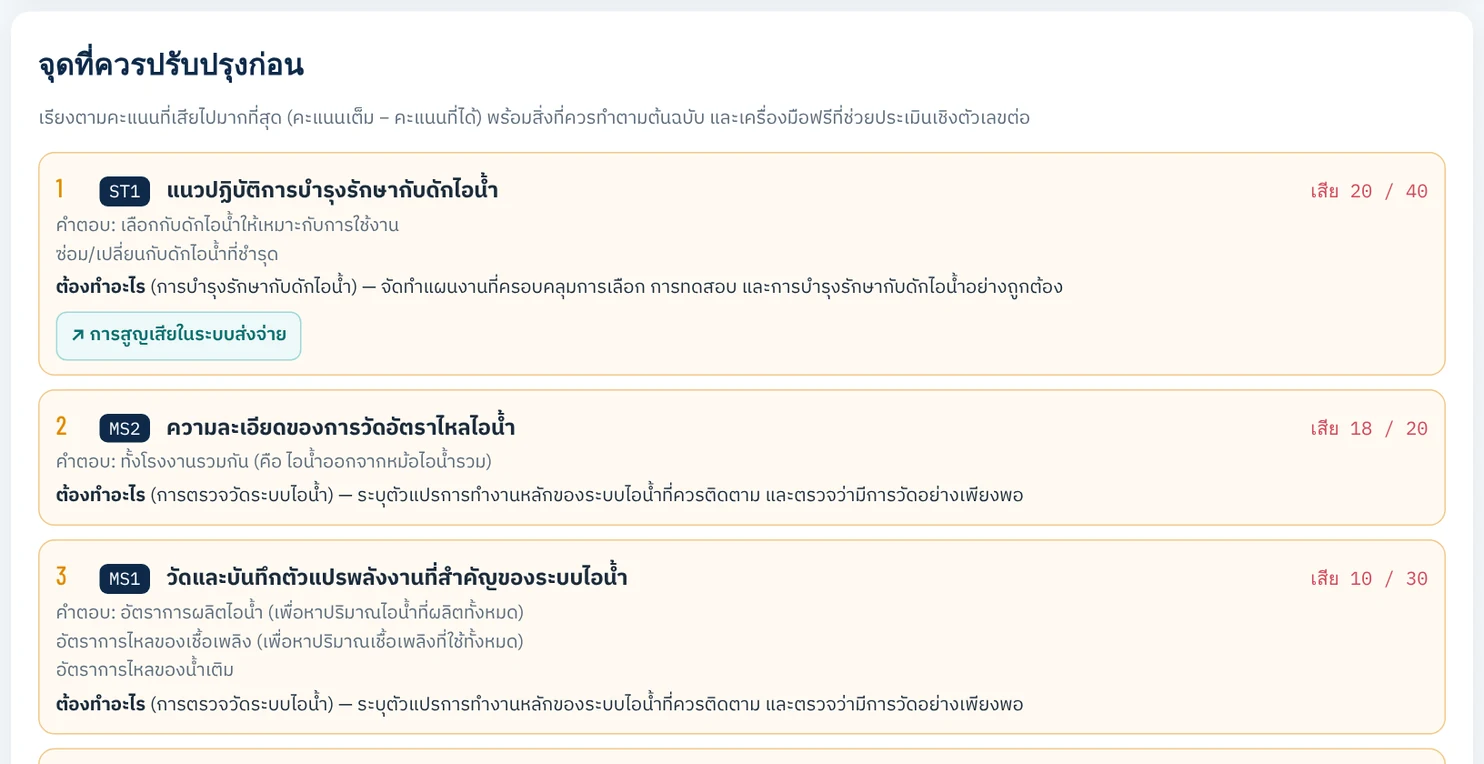 จุดที่ควรปรับปรุงก่อน
เรียงตามคะแนนที่เสียไปมากที่สุด (คะแนนเต็ม − คะแนนที่ได้) พร้อมสิ่งที่ควรทำตามต้นฉบับ และเครื่องมือฟรีที่ช่วยประเมินเชิงตัวเลขต่อ
1 ST1 แนวปฏิบัติการบำรุงรักษากับดักไอน้ำ เสีย 20 / 40
คำตอบ: เลือกกับดักไอน้ำให้เหมาะกับการใช้งาน
ซ่อม/เปลี่ยนกับดักไอน้ำที่ชำรุด
ต้องทำอะไร (การบำรุงรักษากับดักไอน้ำ) — จัดทำแผนงานที่ครอบคลุมการเลือก การทดสอบ และการบำรุงรักษากับดักไอน้ำอย่างถูกต้อง
↗ การสูญเสียในระบบส่งจ่าย
2 MS2 ความละเอียดของการวัดอัตราไหลไอน้ำ เสีย 18 / 20
คำตอบ: ทั้งโรงงานรวมกัน (คือ ไอน้ำออกจากหม้อไอน้ำรวม)
ต้องทำอะไร (การตรวจวัดระบบไอน้ำ) — ระบุตัวแปรการทำงานหลักของระบบไอน้ำที่ควรติดตาม และตรวจว่ามีการวัดอย่างเพียงพอ
3 MS1 วัดและบันทึกตัวแปรพลังงานที่สำคัญของระบบไอน้ำ เสีย 10 / 30
คำตอบ: อัตราการผลิตไอน้ำ (เพื่อหาปริมาณไอน้ำที่ผลิตทั้งหมด)
อัตราการไหลของเชื้อเพลิง (เพื่อหาปริมาณเชื้อเพลิงที่ใช้ทั้งหมด)
อัตราการไหลของน้ำเติม
ต้องทำอะไร (การตรวจวัดระบบไอน้ำ) — ระบุตัวแปรการทำงานหลักของระบบไอน้ำที่ควรติดตาม และตรวจว่ามีการวัดอย่างเพียงพอ